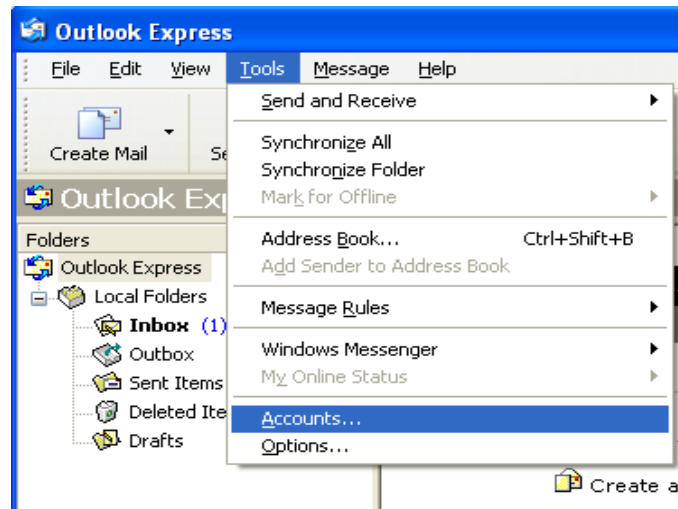 Outlook Express
File Edit View Tools Message Help
Send and Receive
Create Mail
Synchronize All
Synchronize Folder
Mark for Offline
Outlook
Folders
Address Book... Ctrl+Shift+B
Add Sender to Address Book
Outlook Express
Local Folders
Message Rules
Inbox (1)
Outbox
Windows Messenger
Sent Items
My Online Status
Deleted Ite
Accounts...
Drafts
Options...
Create a